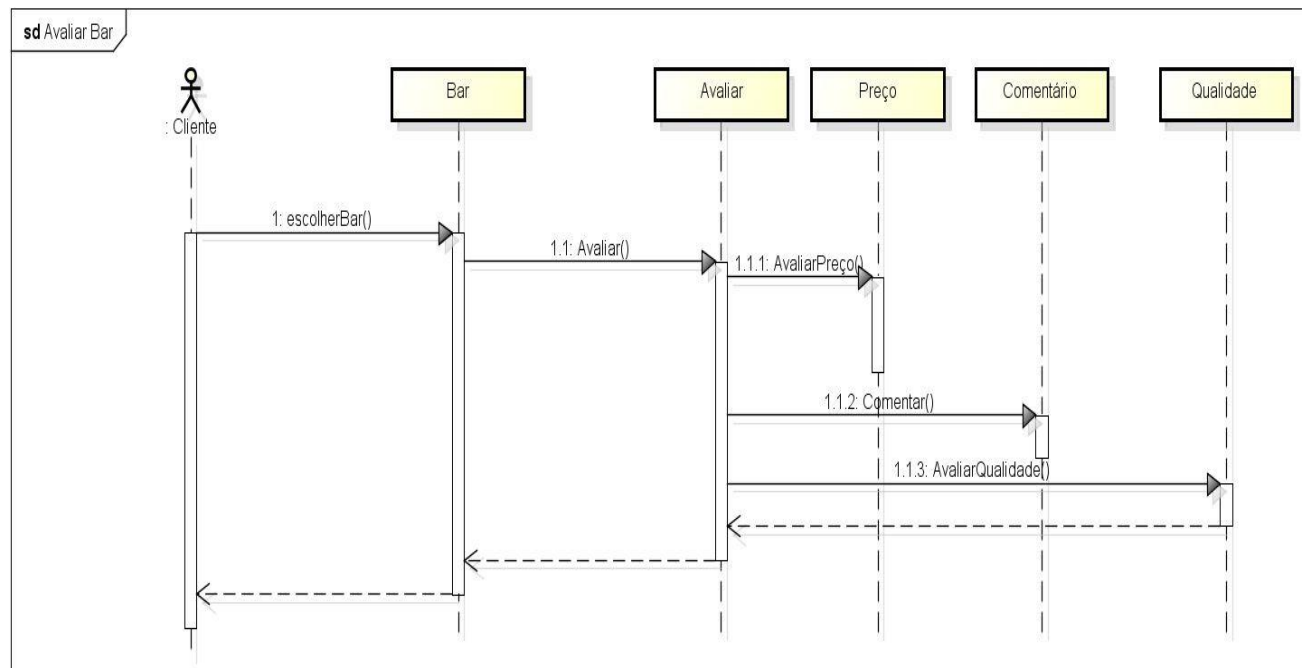 sd Avaliar Bar
: Cliente
Bar
Avaliar
Preço
Comentário
Qualidade
1: escolherBar()
1.1: Avaliar()
1.1.1: AvaliarPreço()
1.1.2: Comentar()
1.1.3: AvaliarQualidade()